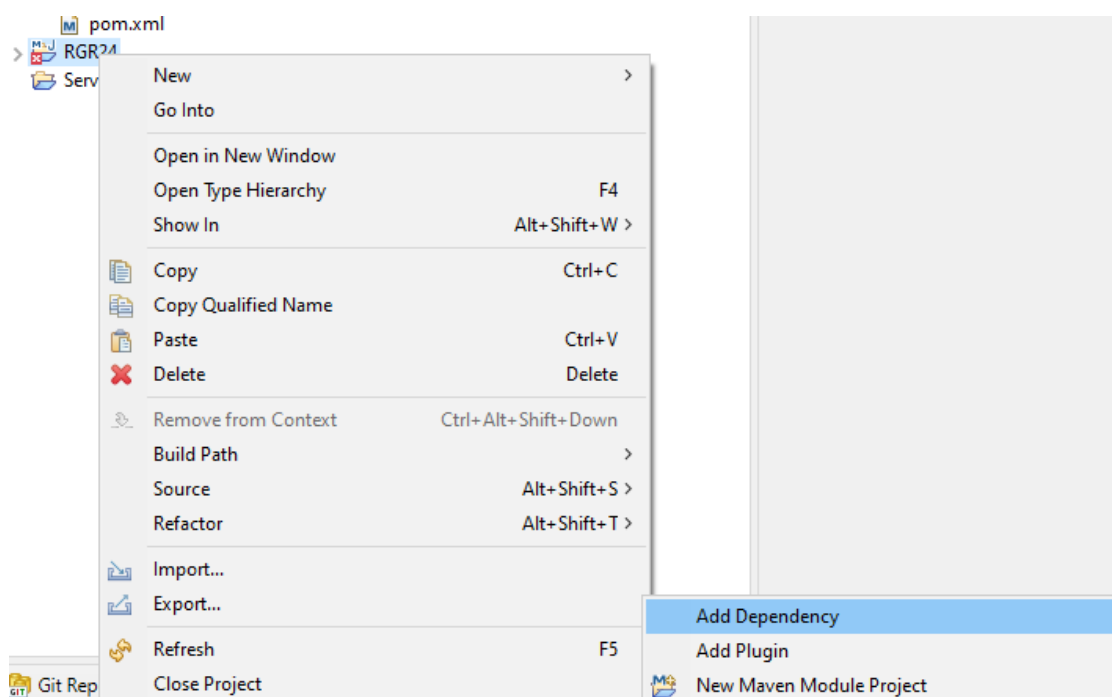 pom.xml
RGR24
Serv
New
Go Into
Open in New Window
Open Type Hierarchy F4
Show In Alt+Shift+W >
Copy Ctrl+C
Copy Qualified Name
Paste Ctrl+V
Delete Delete
Remove from Context Ctrl+Alt+Shift+Down
Build Path
Source Alt+Shift+S >
Refactor Alt+Shift+T >
Import...
Export...
Add Dependency
Refresh F5
Add Plugin
Git Rep
Close Project
New Maven Module Project